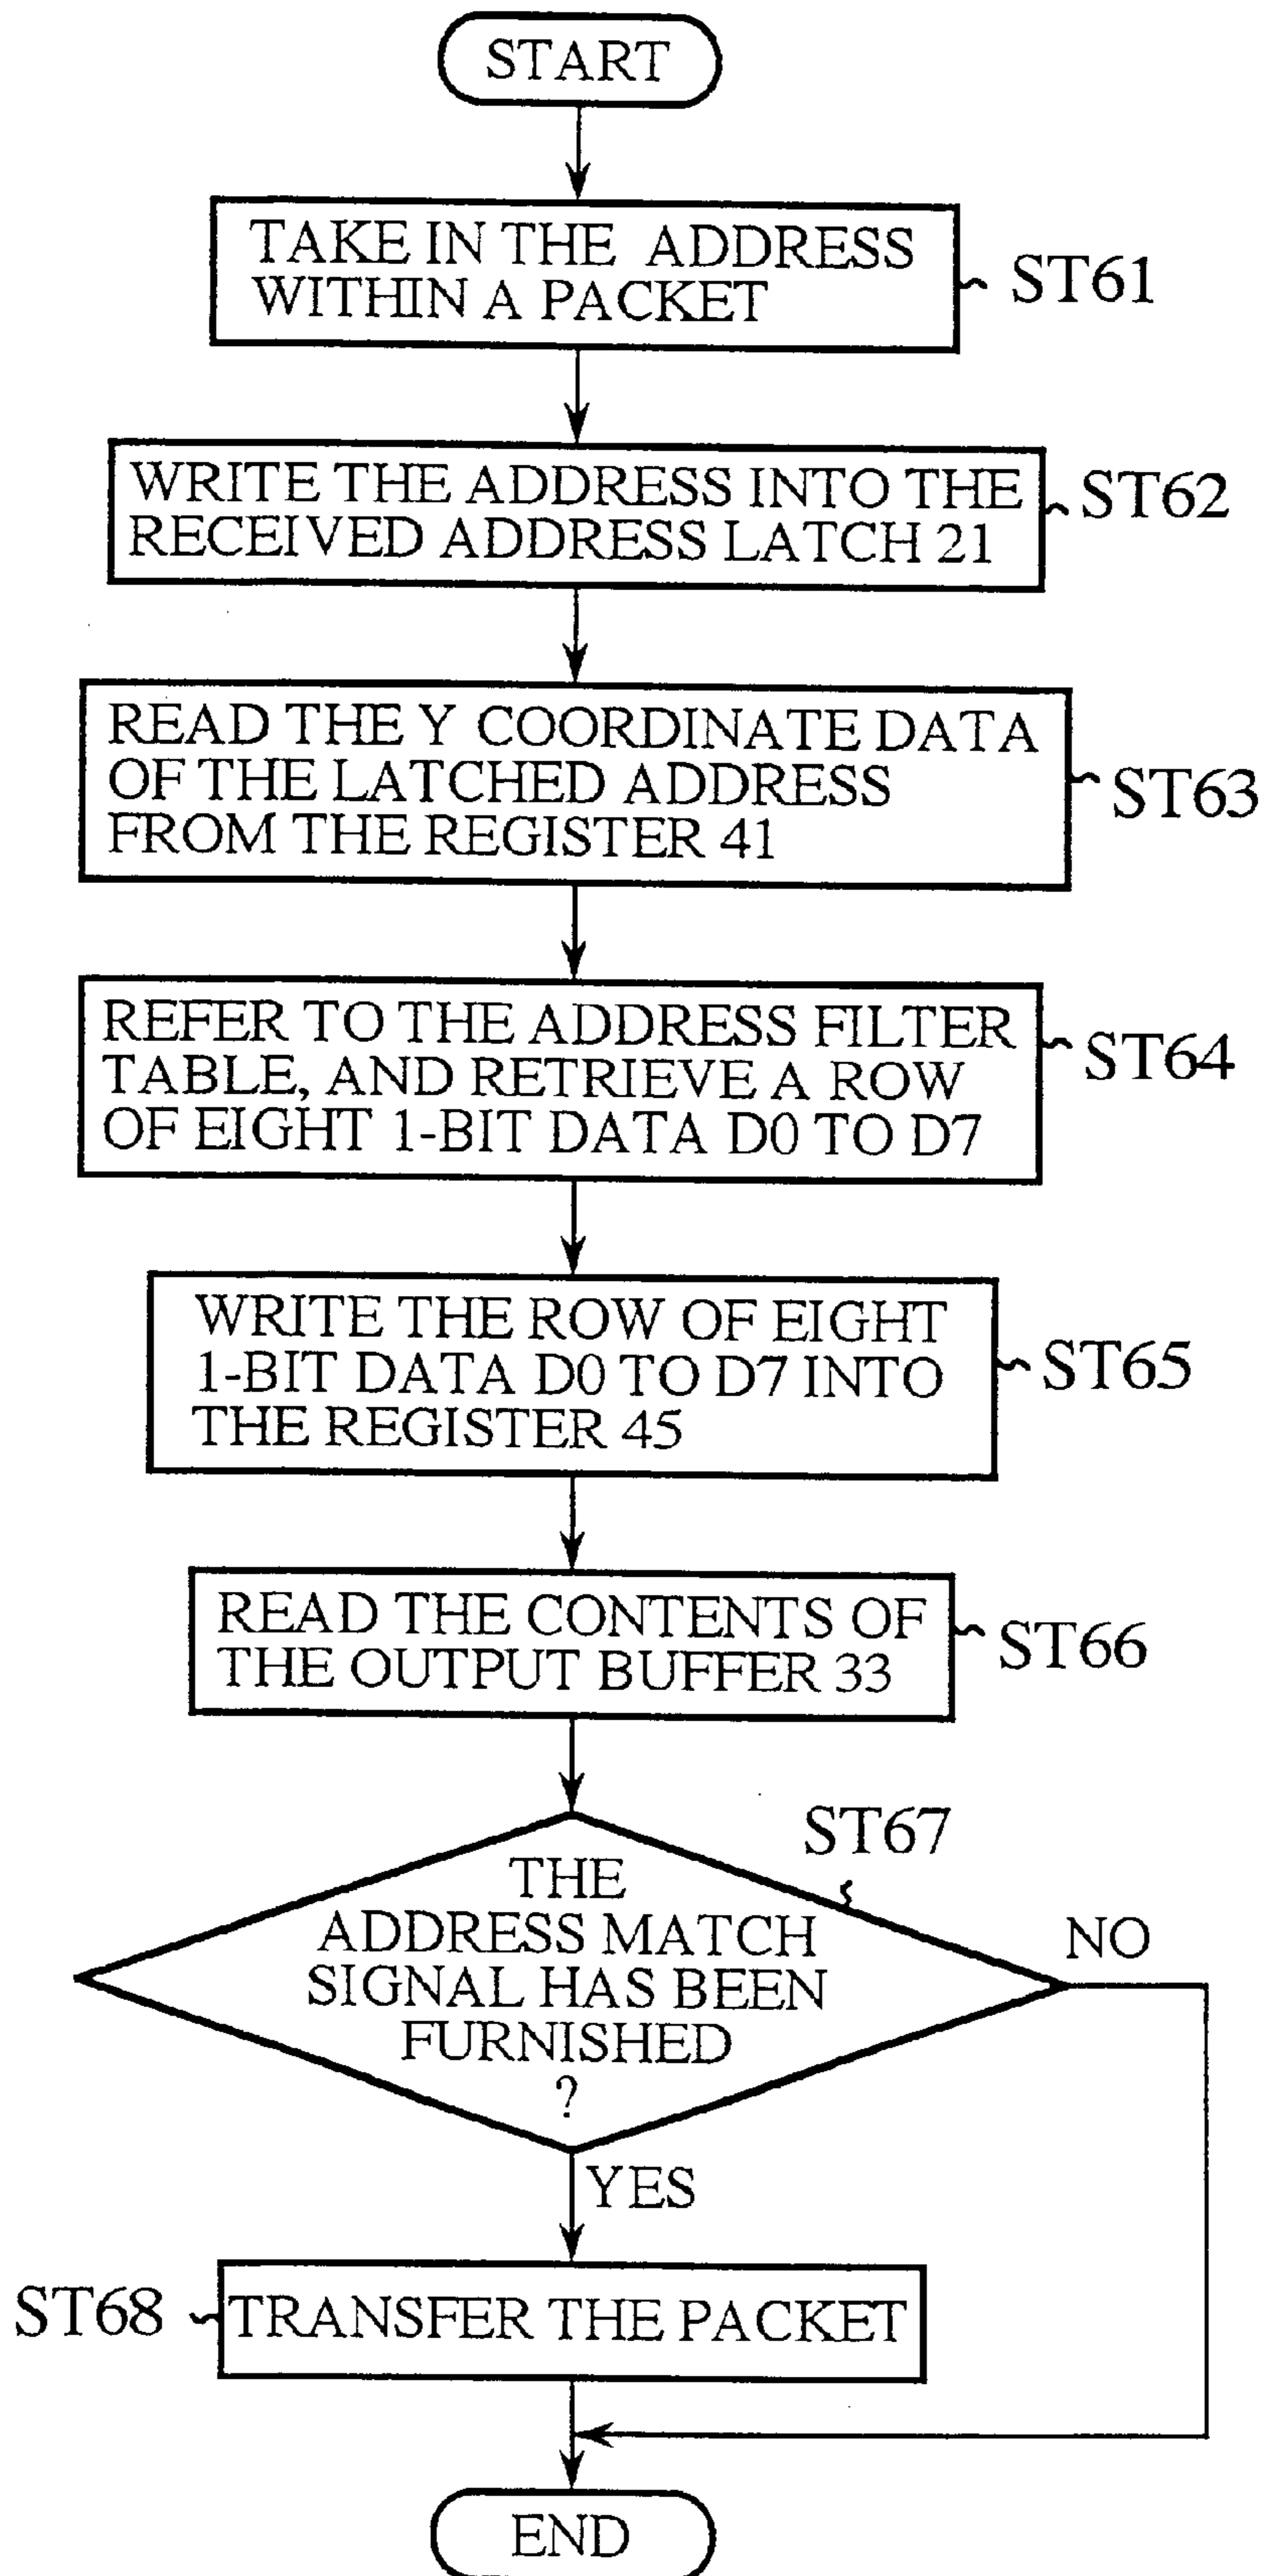 START
TAKE IN THE ADDRESS
WITHIN A PACKET
ST61
WRITE THE ADDRESS INTO THE
RECEIVED ADDRESS LATCH 21
ST62
READ THE Y COORDINATE DATA
OF THE LATCHED ADDRESS
FROM THE REGISTER 41
ST63
REFER TO THE ADDRESS FILTER
TABLE, AND RETRIEVE A ROW
OF EIGHT 1-BIT DATA D0 TO D7
ST64
WRITE THE ROW OF EIGHT
1-BIT DATA D0 TO D7 INTO
THE REGISTER 45
ST65
READ THE CONTENTS OF
THE OUTPUT BUFFER 33
ST66
ST67
THE
ADDRESS MATCH
SIGNAL HAS BEEN
FURNISHED
?
NO
YES
ST68
TRANSFER THE PACKET
END